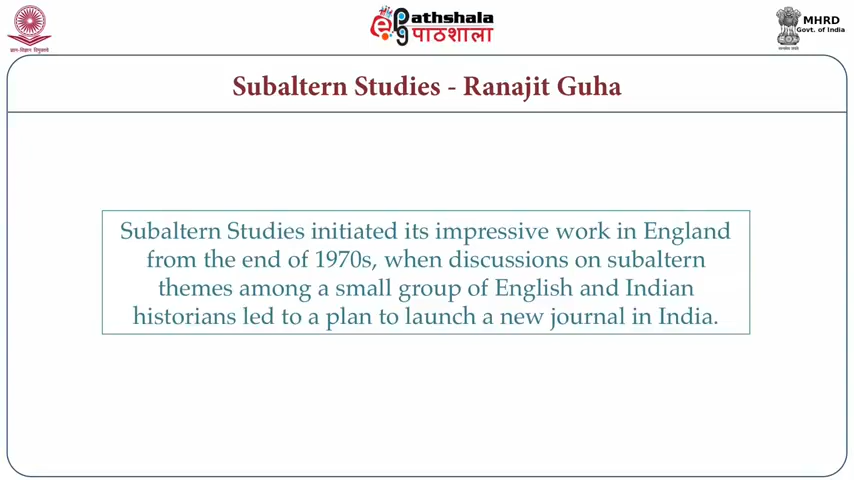 ज्ञान-विज्ञान विमुक्तये
ePathshala
पाठशाला
MHRD
Govt. of India
Subaltern Studies - Ranajit Guha
Subaltern Studies initiated its impressive work in England
from the end of 1970s, when discussions on subaltern
themes among a small group of English and Indian
historians led to a plan to launch a new journal in India.